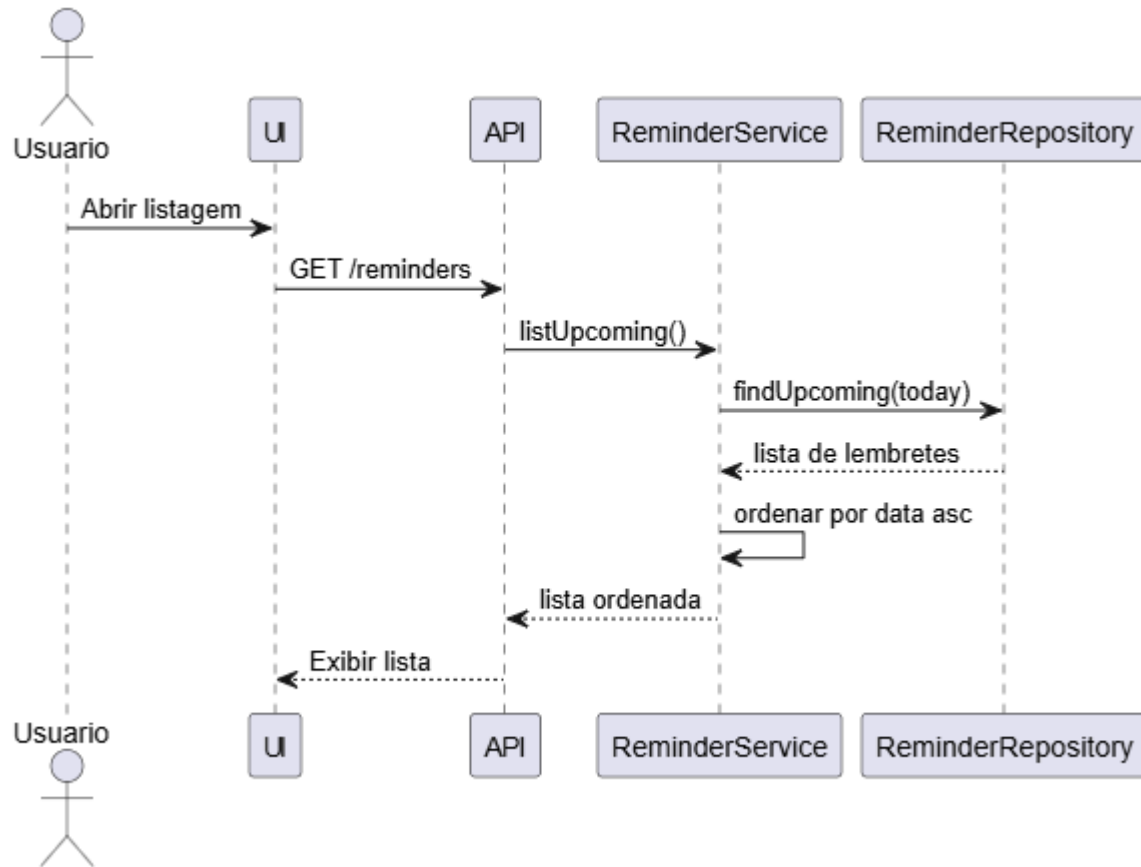 Usuario
UI
API
ReminderService
ReminderRepository
Abrir listagem
GET /reminders
listUpcoming()
findUpcoming(today)
lista de lembretes
ordenar por data asc
lista ordenada
Exibir lista
Usuario
UI
API
ReminderService
ReminderRepository